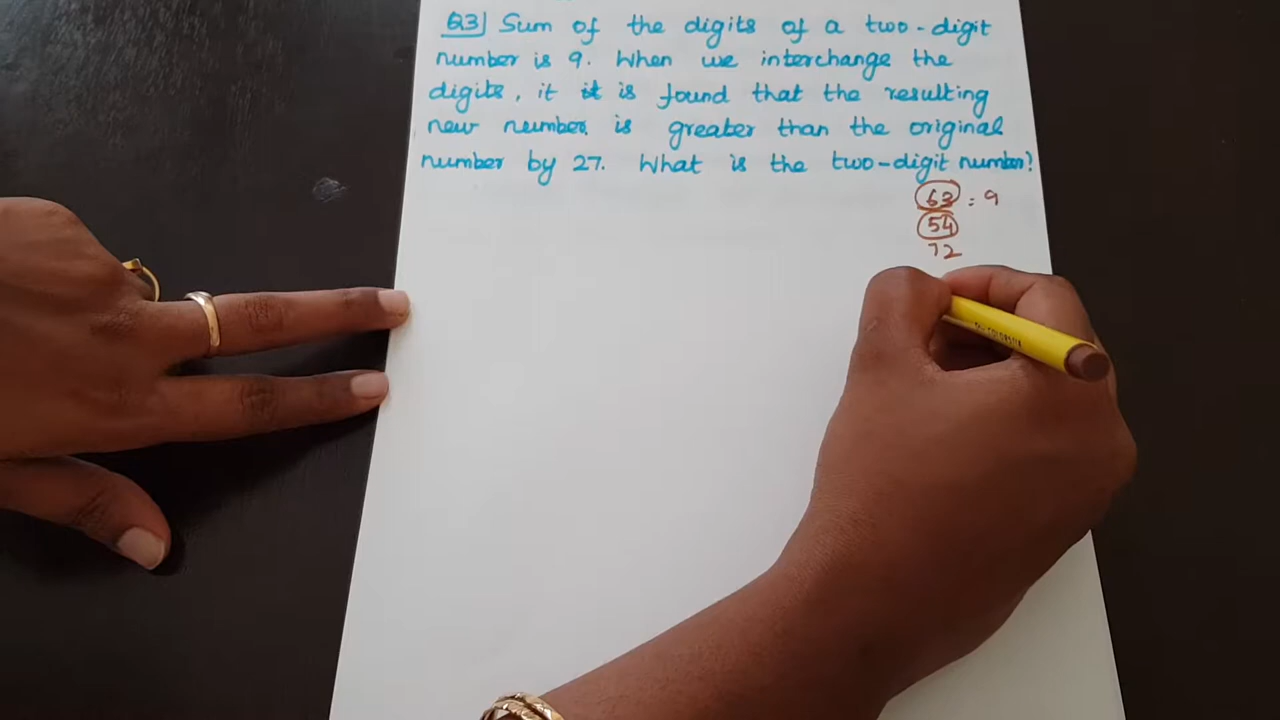 Q3] Sum of the digits of a two-digit
number is 9. When we interchange the
digits, it is found that the resulting
new number is greater than the original
number by 27. What is the two-digit number?
63 = 9
54
72